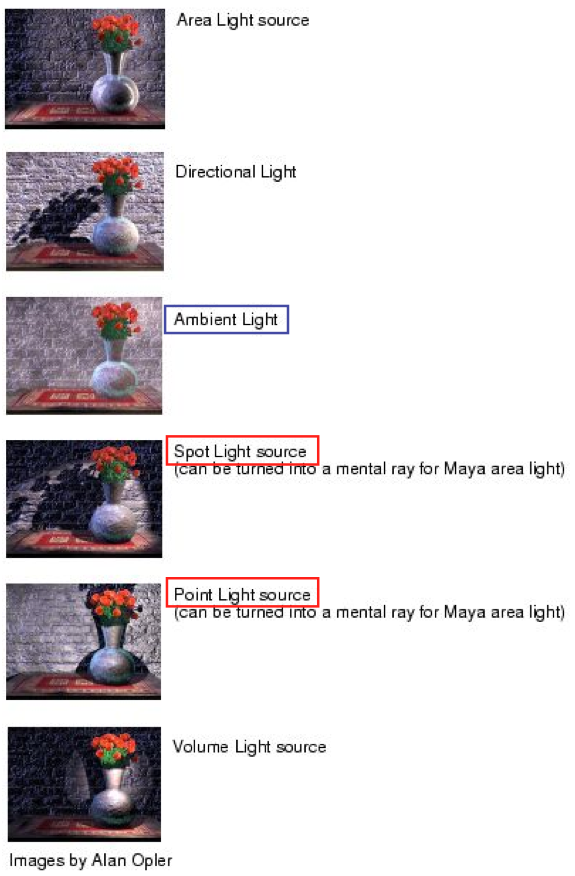 Area Light source
Directional Light
Ambient Light
Spot Light source
(can be turned into a mental ray for Maya area light)
Point Light source
(can be turned into a mental ray for Maya area light)
Volume Light source
Images by Alan Opler